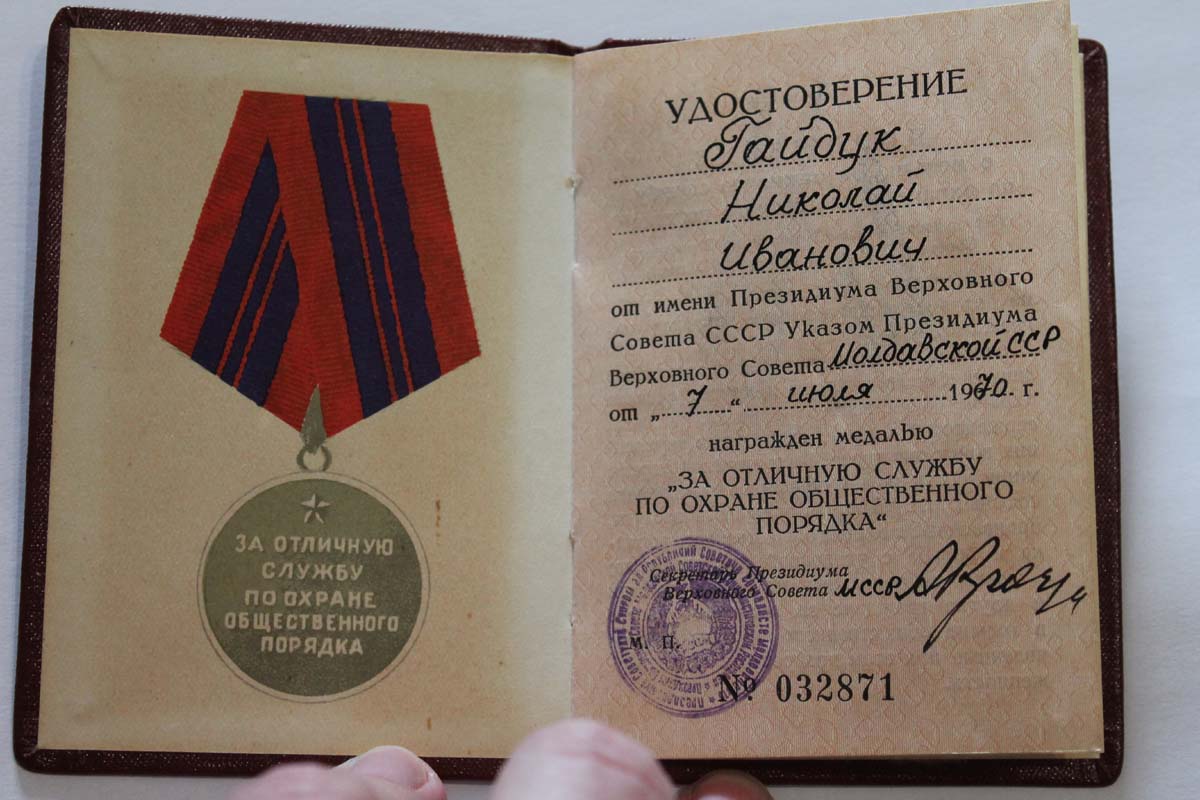 ЗА ОТЛИЧНУЮ
СЛУЖБУ
ПО ОХРАНЕ
ОБЩЕСТВЕННОГО
ПОРЯДКА
УДОСТОВЕРЕНИЕ
Гайдук
Николай
Иванович
от имени Президиума Верховного
Совета СССР Указом Президиума
Верховного Совета Молдавской ССР
от „ 7 “ июля 1970 г.
награжден медалью
„ЗА ОТЛИЧНУЮ СЛУЖБУ
ПО ОХРАНЕ ОБЩЕСТВЕННОГО
ПОРЯДКА“
Секретарь Президиума
Верховного Совета МССР
М. П.
№ 032871